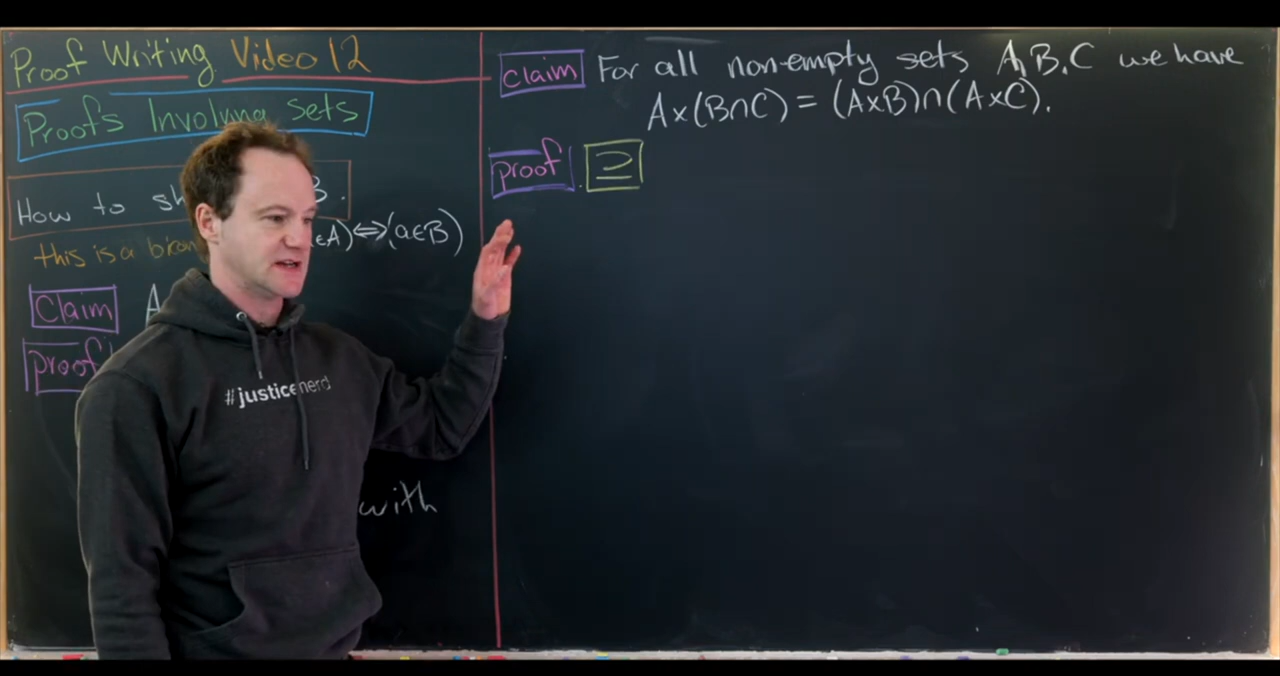 Proof Writing Video 12
Proofs Involving Sets
How to B.
this is a ∈A)⇔(a∈B)
Claim A
proof
with
#justicenerd
claim For all non-empty sets A, B, C we have
A×(B∩C) = (A×B)∩(A×C).
proof. ⊇